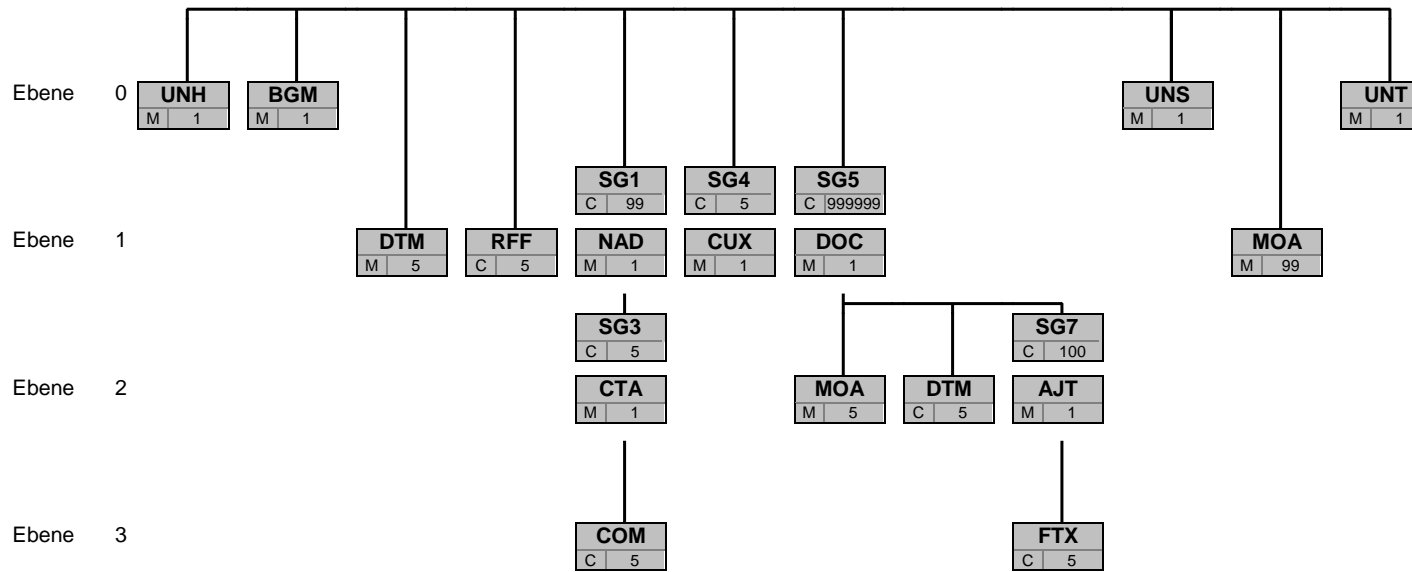 Ebene 0 UNH BGM UNS UNT
M 1 M 1 M 1 M 1
SG1 SG4 SG5
C 99 C 5 C 999999
Ebene 1 DTM RFF NAD CUX DOC MOA
M 5 C 5 M 1 M 1 M 1 M 99
SG3 SG7
C 5 C 100
Ebene 2 CTA MOA DTM AJT
M 1 M 5 C 5 M 1
Ebene 3 COM FTX
C 5 C 5